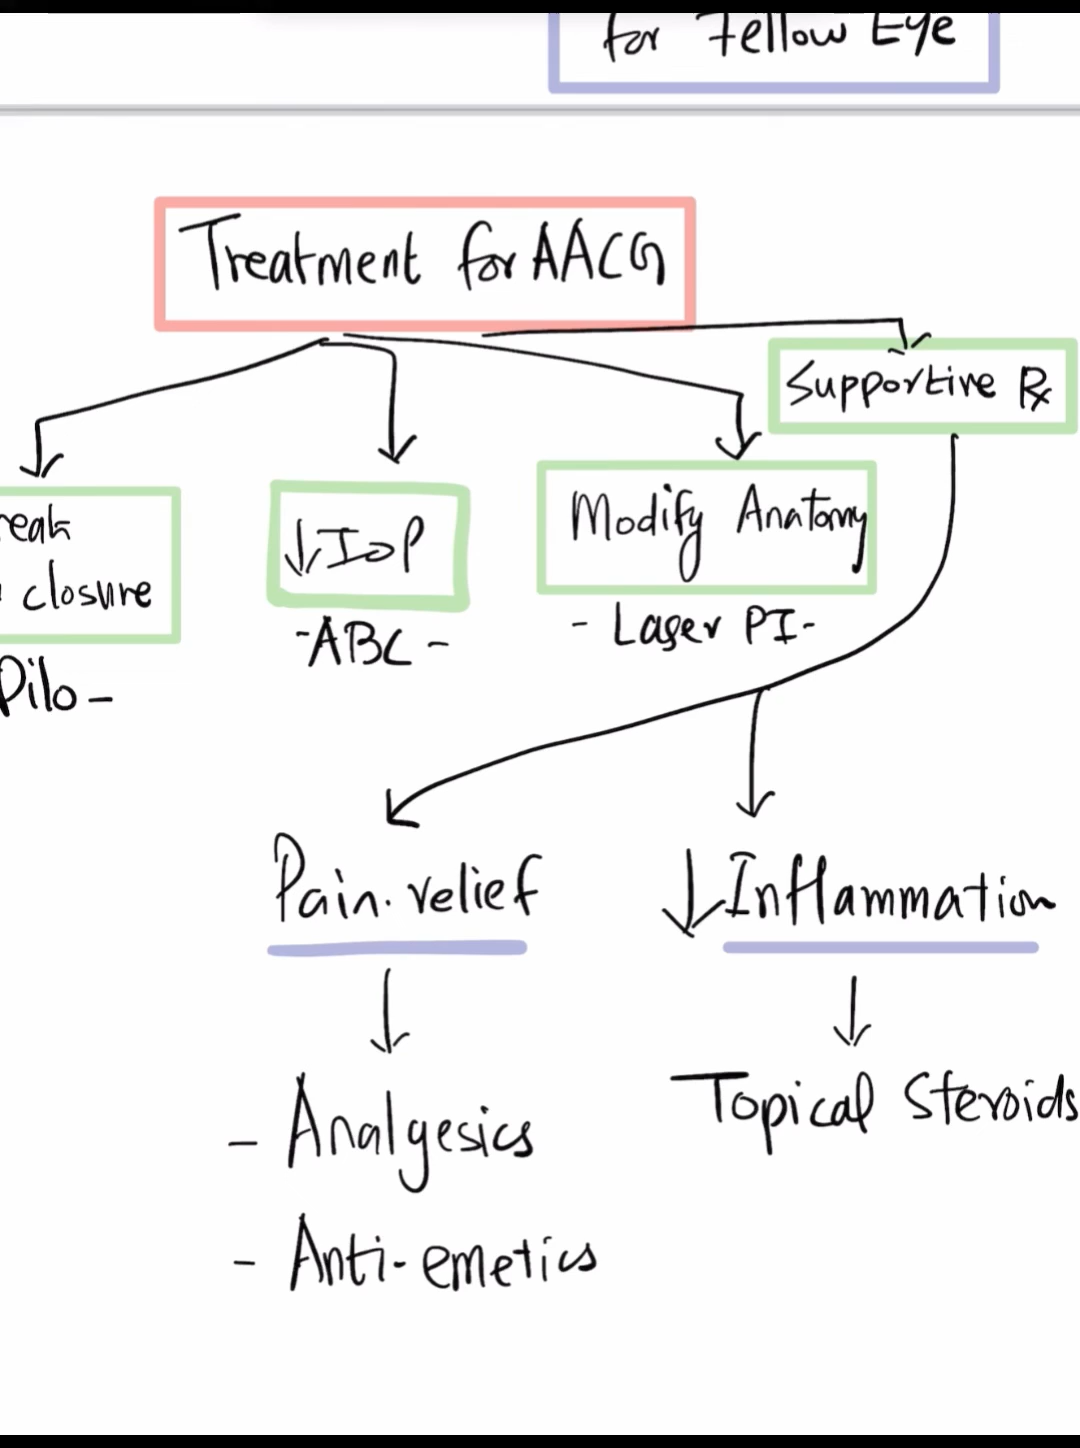 for Fellow Eye
Treatment for AACG
Supportive Rx
reak
closure
Pilo -
↓IOP
- ABC -
Modify Anatomy
- Laser PI -
Pain relief
↓ Inflammation
- Analgesics
- Anti-emetics
Topical Steroids